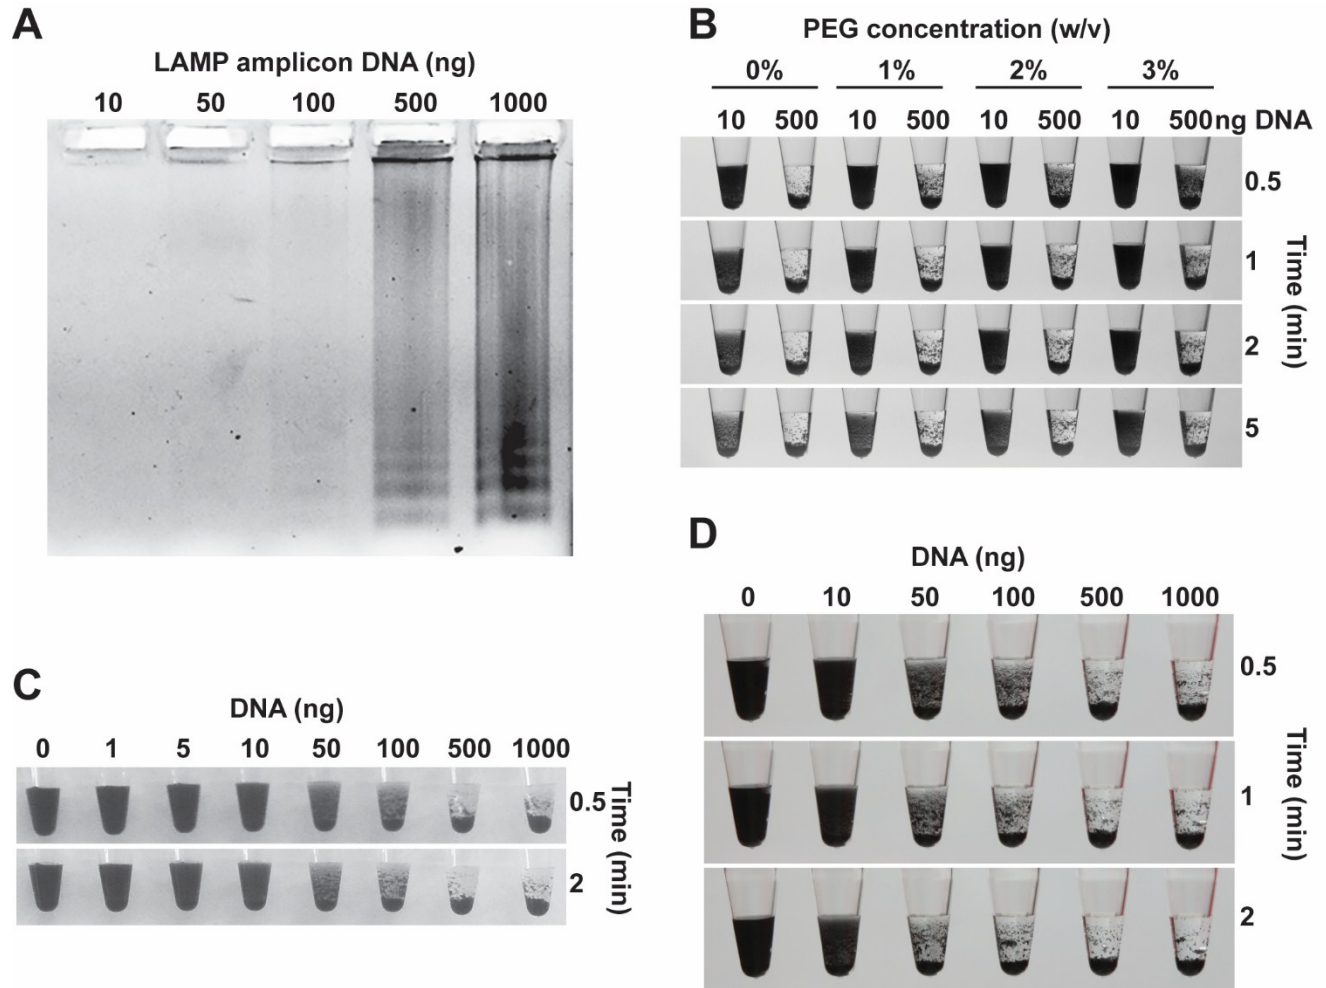 A
LAMP amplicon DNA (ng)
10 50 100 500 1000
B
PEG concentration (w/v)
0% 1% 2% 3%
10 500 10 500 10 500 10 500 ng DNA
0.5
1
2
5
Time (min)
C
DNA (ng)
0 1 5 10 50 100 500 1000
0.5
2
Time (min)
D
DNA (ng)
0 10 50 100 500 1000
0.5
1
2
Time (min)